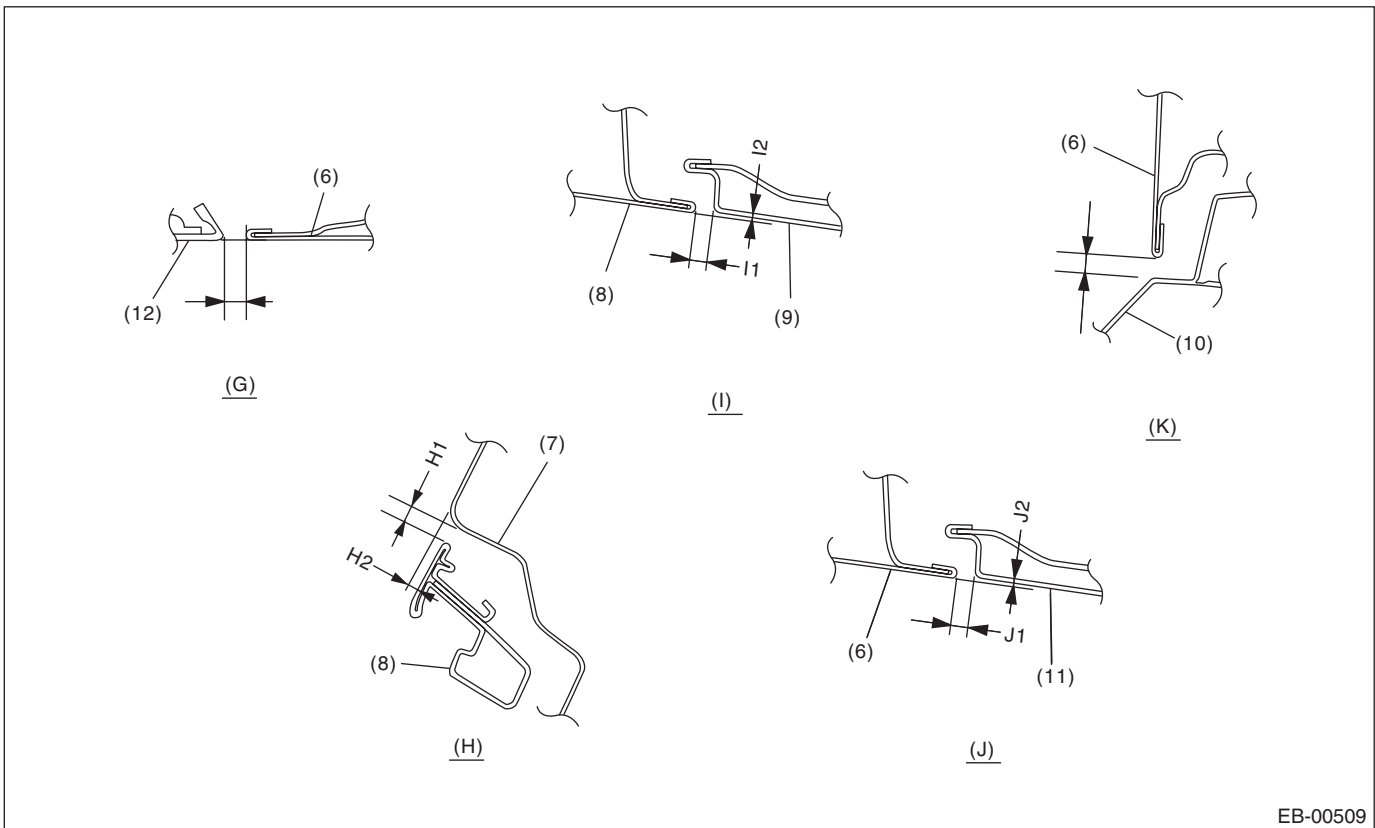 (6)
(12)
(G)
I2
I1
(8)
(9)
(I)
(6)
(10)
(K)
H1
(7)
H2
(8)
(H)
J2
J1
(6)
(11)
(J)
EB-00509